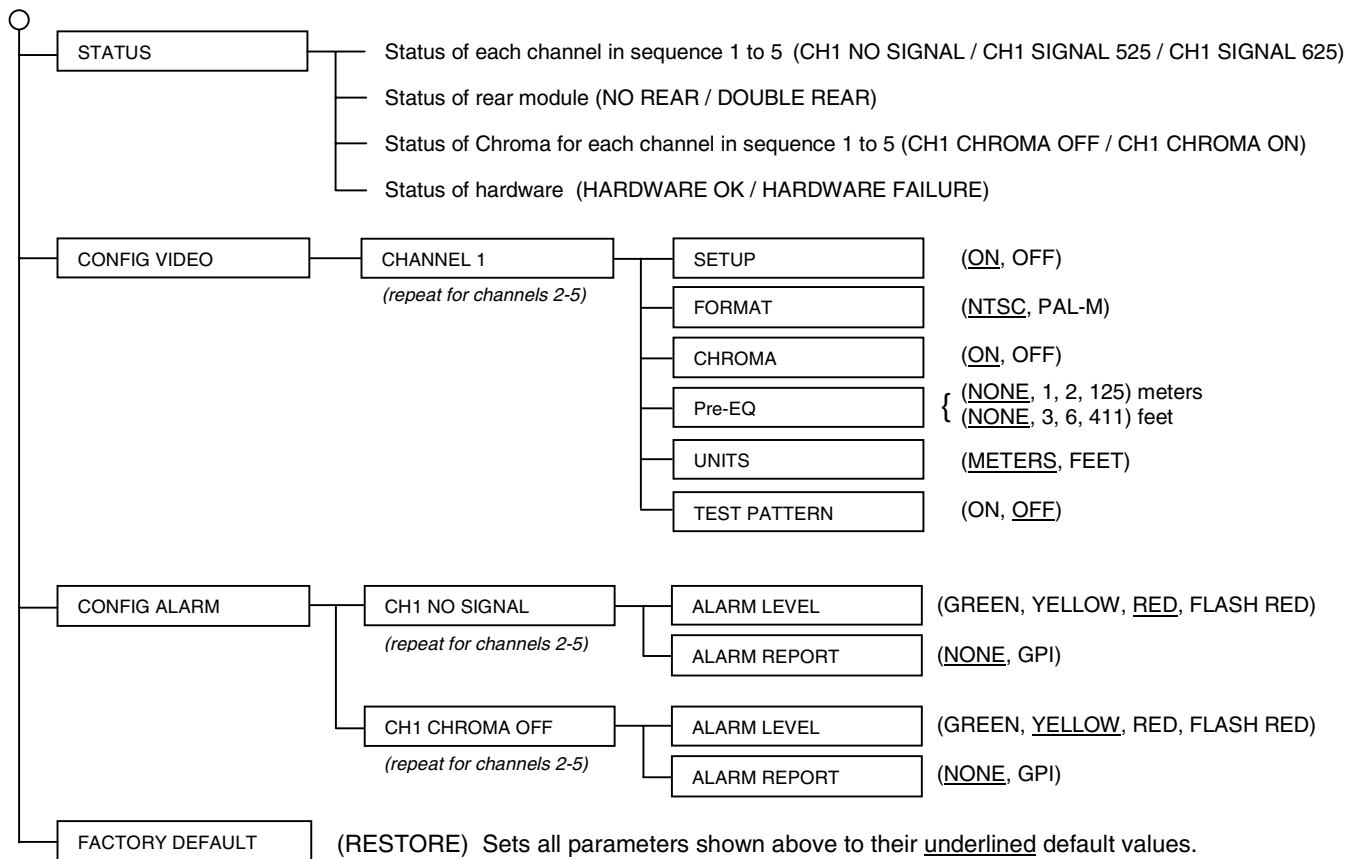 STATUS
Status of each channel in sequence 1 to 5 (CH1 NO SIGNAL / CH1 SIGNAL 525 / CH1 SIGNAL 625)
Status of rear module (NO REAR / DOUBLE REAR)
Status of Chroma for each channel in sequence 1 to 5 (CH1 CHROMA OFF / CH1 CHROMA ON)
Status of hardware (HARDWARE OK / HARDWARE FAILURE)
CONFIG VIDEO
CHANNEL 1
(repeat for channels 2-5)
SETUP (ON, OFF)
FORMAT (NTSC, PAL-M)
CHROMA (ON, OFF)
Pre-EQ { (NONE, 1, 2, 125) meters
(NONE, 3, 6, 411) feet
UNITS (METERS, FEET)
TEST PATTERN (ON, OFF)
CONFIG ALARM
CH1 NO SIGNAL
(repeat for channels 2-5)
ALARM LEVEL (GREEN, YELLOW, RED, FLASH RED)
ALARM REPORT (NONE, GPI)
CH1 CHROMA OFF
(repeat for channels 2-5)
ALARM LEVEL (GREEN, YELLOW, RED, FLASH RED)
ALARM REPORT (NONE, GPI)
FACTORY DEFAULT (RESTORE) Sets all parameters shown above to their underlined default values.